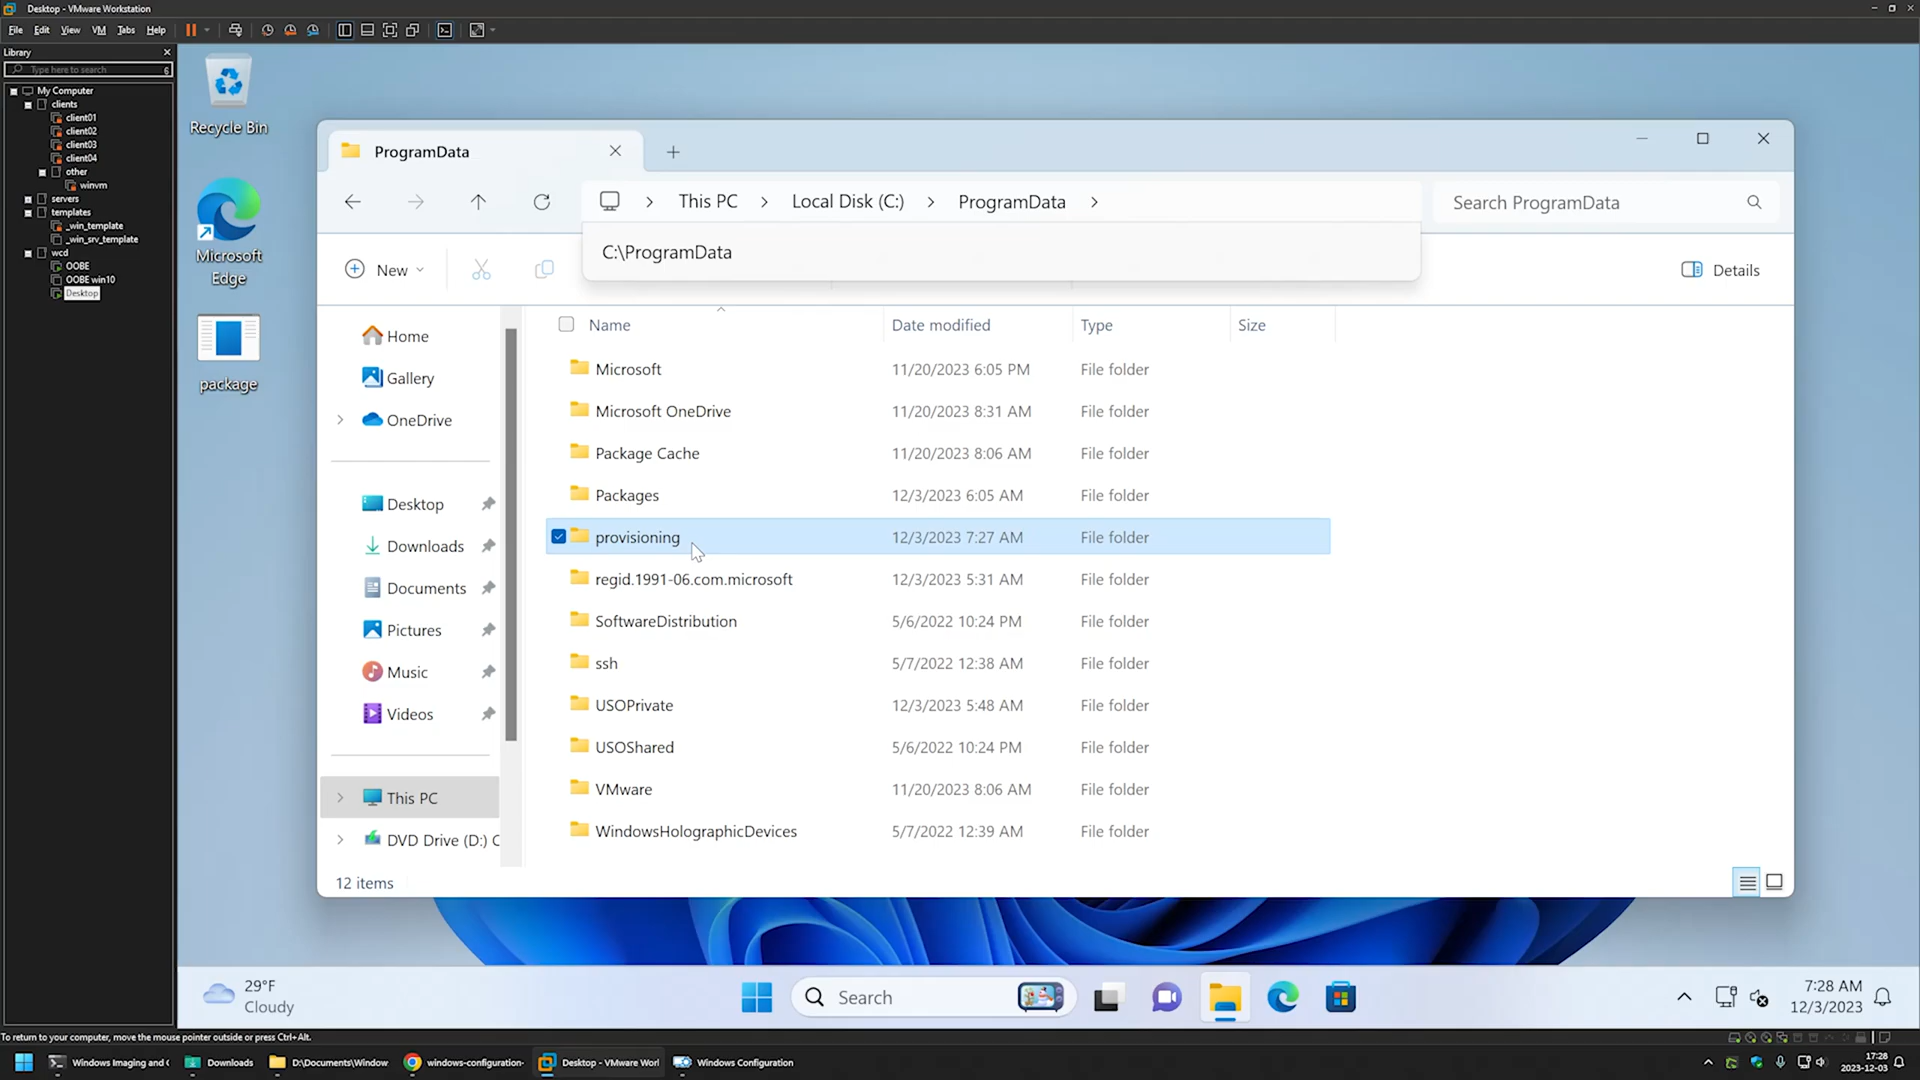 Desktop - VMware Workstation
File Edit View VM Tabs Help
Library
Type here to search
My Computer
clients
client01
client02
client03
client04
other
winvm
servers
templates
_win_template
_win_srv_template
wcd
OOBE
OOBE win10
Desktop
Recycle Bin
Microsoft
Edge
package
ProgramData
This PC > Local Disk (C:) > ProgramData >
Search ProgramData
C:\ProgramData
New
Details
Home
Gallery
OneDrive
Desktop
Downloads
Documents
Pictures
Music
Videos
This PC
DVD Drive (D:) C
Name Date modified Type Size
Microsoft 11/20/2023 6:05 PM File folder
Microsoft OneDrive 11/20/2023 8:31 AM File folder
Package Cache 11/20/2023 8:06 AM File folder
Packages 12/3/2023 6:05 AM File folder
provisioning 12/3/2023 7:27 AM File folder
regid.1991-06.com.microsoft 12/3/2023 5:31 AM File folder
SoftwareDistribution 5/6/2022 10:24 PM File folder
ssh 5/7/2022 12:38 AM File folder
USOPrivate 12/3/2023 5:48 AM File folder
USOShared 5/6/2022 10:24 PM File folder
VMware 11/20/2023 8:06 AM File folder
WindowsHolographicDevices 5/7/2022 12:39 AM File folder
12 items
29°F
Cloudy
Search
7:28 AM
12/3/2023
To return to your computer, move the mouse pointer outside or press Ctrl+Alt.
Windows Imaging and C
Downloads
D:\Documents\Window
windows-configuration-
Desktop - VMware Worl
Windows Configuration
17:28
2023-12-03